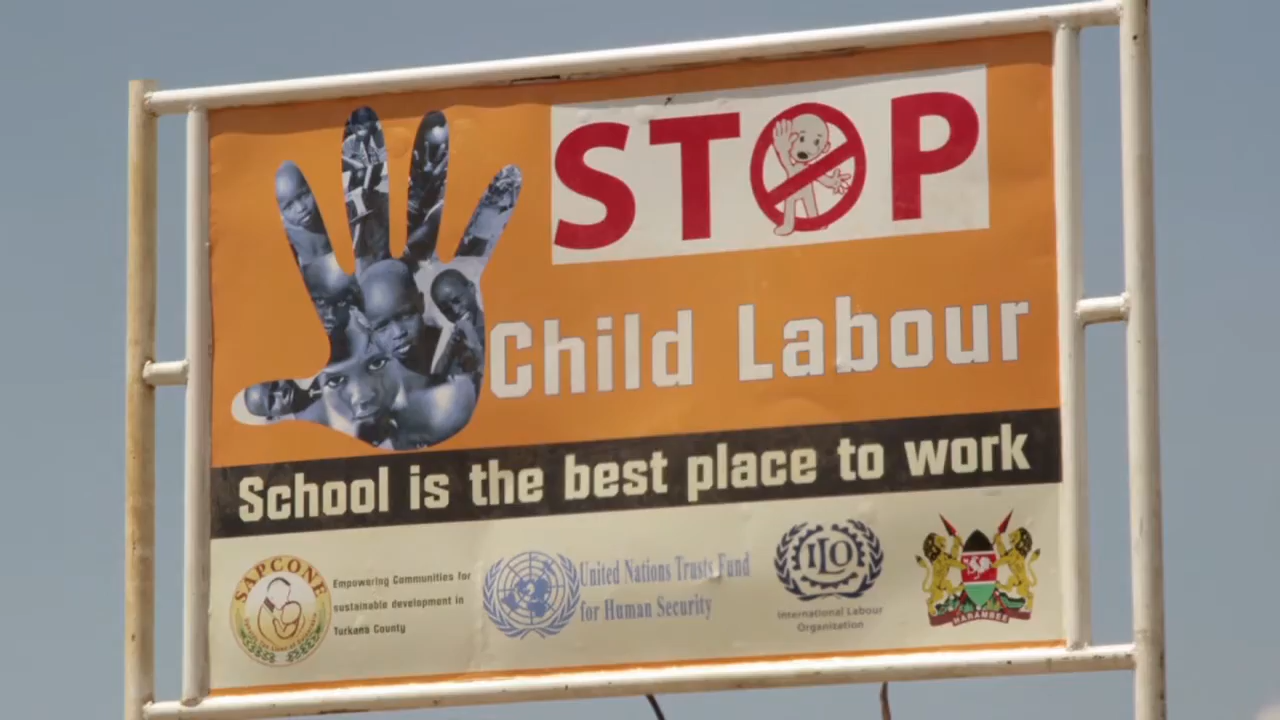 STOP
Child Labour
School is the best place to work
SAPCONE
Empowering Communities for
sustainable development in
Turkana County
United Nations Trusts Fund
for Human Security
ILO
International Labour
Organization
HARAMBEE